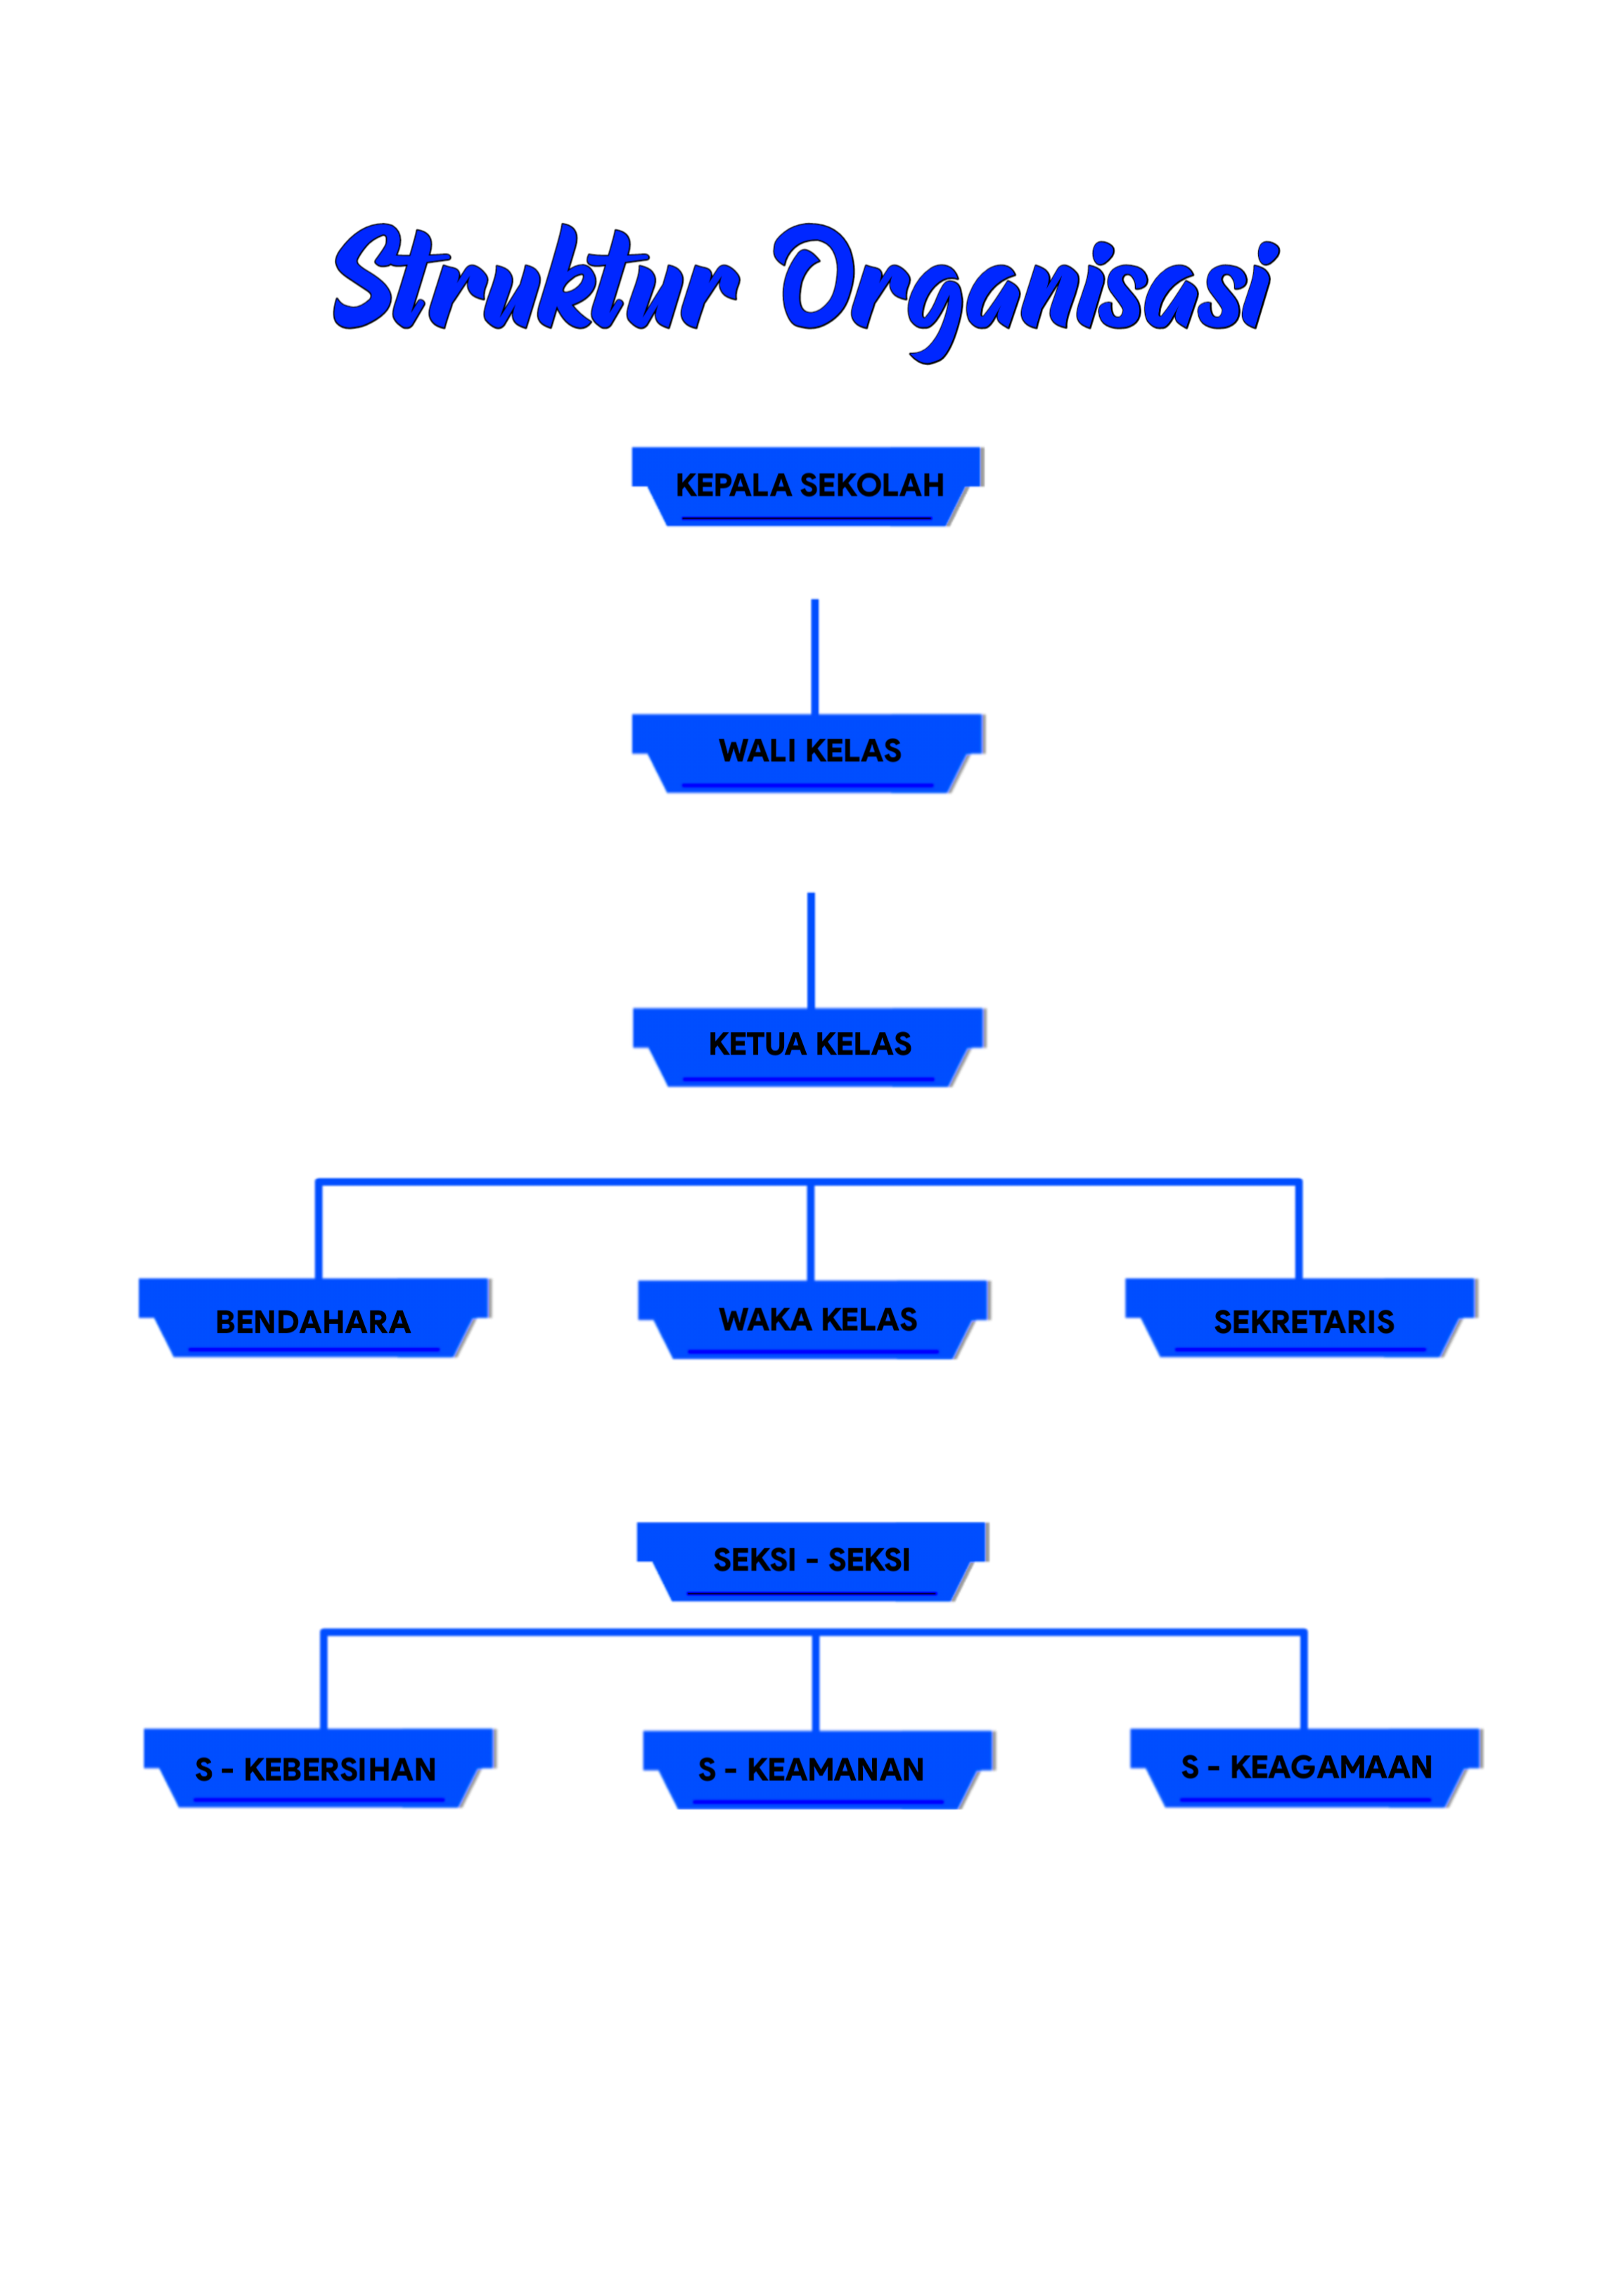 Struktur Organisasi
KEPALA SEKOLAH
WALI KELAS
KETUA KELAS
BENDAHARA
WAKA KELAS
SEKRETARIS
SEKSI - SEKSI
S - KEBERSIHAN
S - KEAMANAN
S - KEAGAMAAN